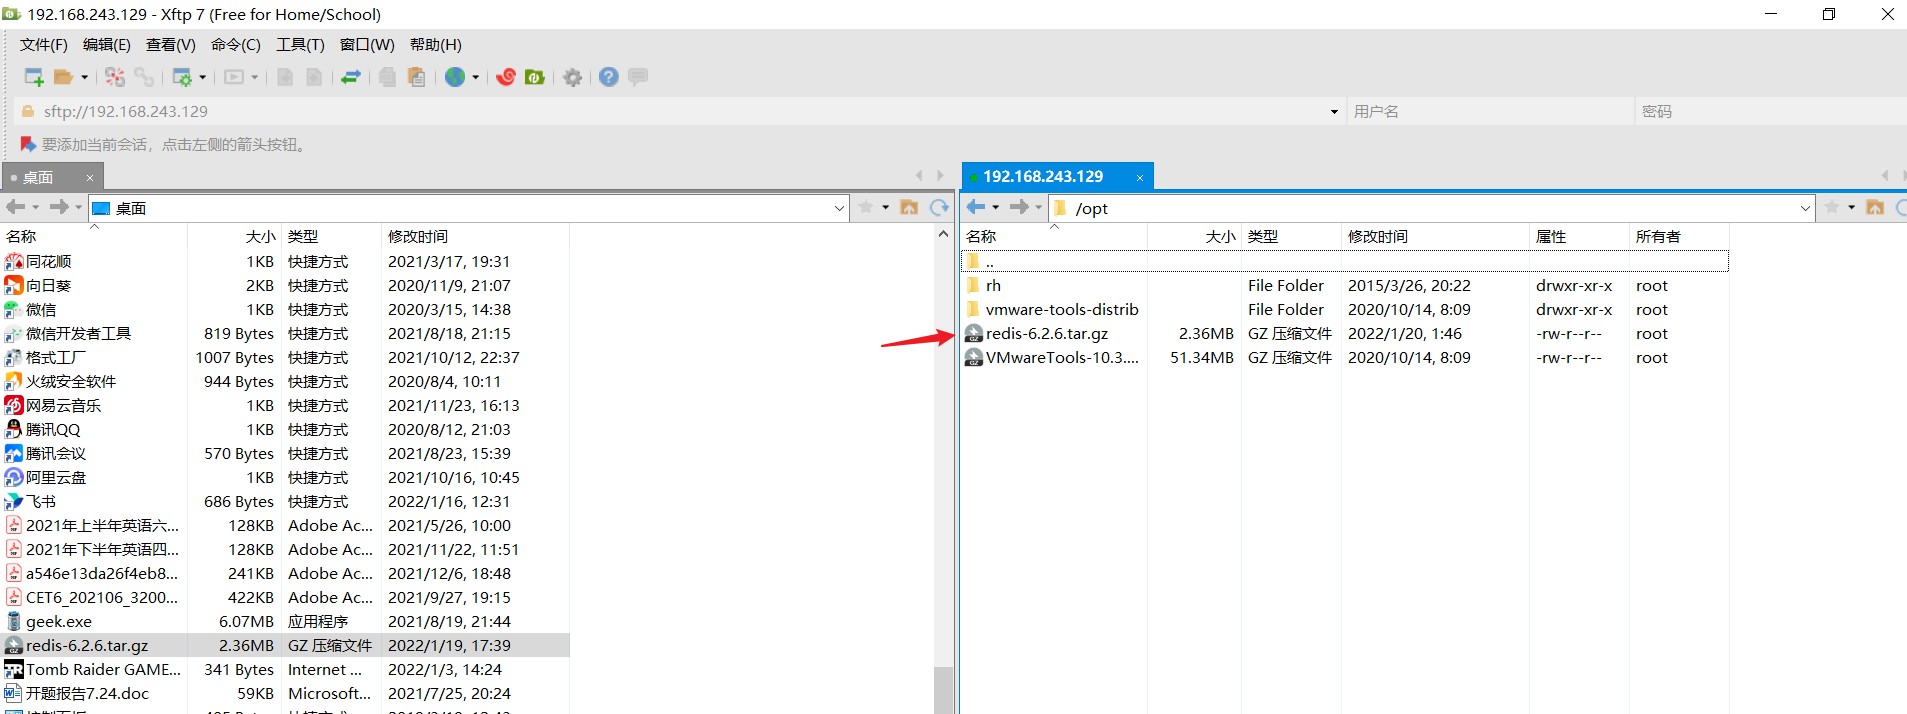 192.168.243.129 - Xftp 7 (Free for Home/School)
文件(F) 编辑(E) 查看(V) 命令(C) 工具(T) 窗口(W) 帮助(H)
sftp://192.168.243.129 用户名 密码
要添加当前会话，点击左侧的箭头按钮。
桌面 × 192.168.243.129 ×
桌面 /opt
名称 大小 类型 修改时间
同花顺 1KB 快捷方式 2021/3/17, 19:31
向日葵 2KB 快捷方式 2020/11/9, 21:07
微信 1KB 快捷方式 2020/3/15, 14:38
微信开发者工具 819 Bytes 快捷方式 2021/8/18, 21:15
格式工厂 1007 Bytes 快捷方式 2021/10/12, 22:37
火绒安全软件 944 Bytes 快捷方式 2020/8/4, 10:11
网易云音乐 1KB 快捷方式 2021/11/23, 16:13
腾讯QQ 1KB 快捷方式 2020/8/12, 21:03
腾讯会议 570 Bytes 快捷方式 2021/8/23, 15:39
阿里云盘 1KB 快捷方式 2021/10/16, 10:45
飞书 686 Bytes 快捷方式 2022/1/16, 12:31
2021年上半年英语六... 128KB Adobe Ac... 2021/5/26, 10:00
2021年下半年英语四... 128KB Adobe Ac... 2021/11/22, 11:51
a546e13da26f4eb8... 241KB Adobe Ac... 2021/12/6, 18:48
CET6_202106_3200... 422KB Adobe Ac... 2021/9/27, 19:15
geek.exe 6.07MB 应用程序 2021/8/19, 21:44
redis-6.2.6.tar.gz 2.36MB GZ 压缩文件 2022/1/19, 17:39
Tomb Raider GAME... 341 Bytes Internet ... 2022/1/3, 14:24
开题报告7.24.doc 59KB Microsoft... 2021/7/25, 20:24
名称 大小 类型 修改时间 属性 所有者
..
rh File Folder 2015/3/26, 20:22 drwxr-xr-x root
vmware-tools-distrib File Folder 2020/10/14, 8:09 drwxr-xr-x root
redis-6.2.6.tar.gz 2.36MB GZ 压缩文件 2022/1/20, 1:46 -rw-r--r-- root
VMwareTools-10.3.... 51.34MB GZ 压缩文件 2020/10/14, 8:09 -rw-r--r-- root